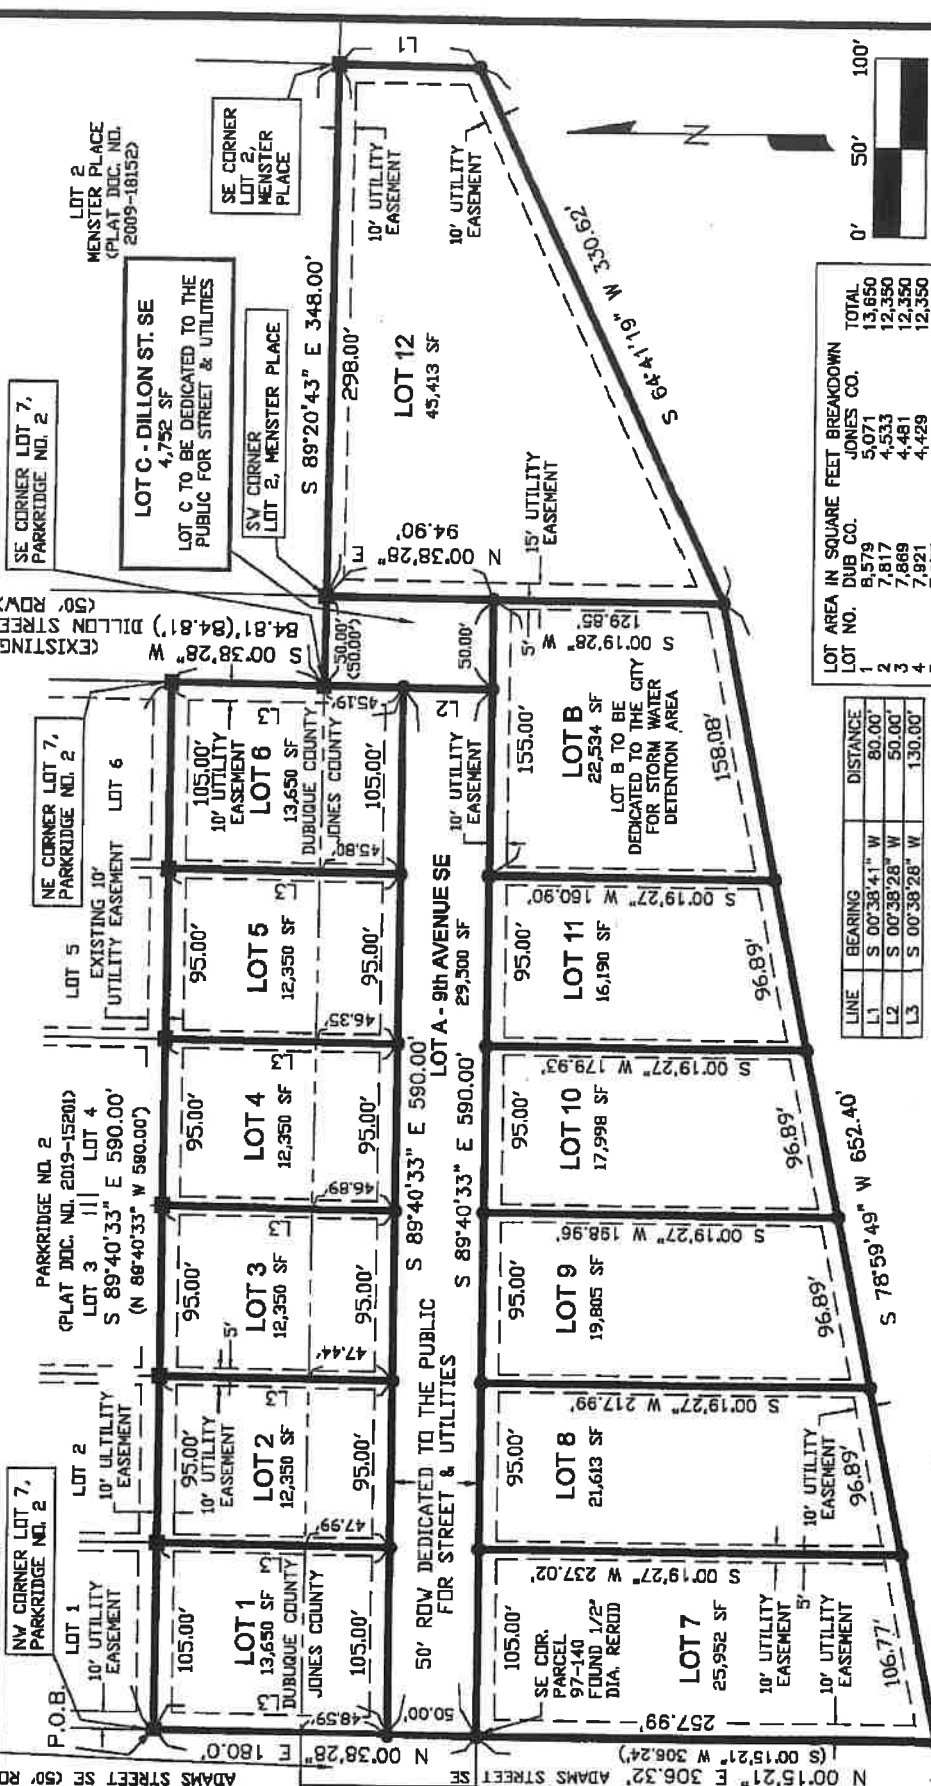 LOT 2
MENSTER PLACE
(PLAT DOC. NO.
2009-18152)
SE CORNER
LOT 2,
MENSTER
PLACE
L1
10' UTILITY
EASEMENT
10' UTILITY
EASEMENT
N
0' 50' 100'
S 89°20'43" E 348.00'
298.00'
LOT 12
45,413 SF
S 64°41'19" W 330.62'
SE CORNER LOT 7,
PARKRIDGE NO. 2
LOT C - DILLON ST. SE
4,752 SF
LOT C TO BE DEDICATED TO THE
PUBLIC FOR STREET & UTILITIES
SW CORNER
LOT 2, MENSTER PLACE
N 00°38'28" E
94.90'
15' UTILITY
EASEMENT
(EXISTING
DILLON STREE
(50' ROW)
S 00°38'28" W
84.81'(84.81')
50.00'
(50.00')
50.00'
5'
S 00°19'28" W
129.85'
NE CORNER LOT 7,
PARKRIDGE NO. 2
LOT 6
105.00'
10' UTILITY
EASEMENT
L3
LOT 6
13,650 SF
DUBUQUE COUNTY
JONES COUNTY
45.19'
105.00'
45.80'
L2
10' UTILITY
EASEMENT
155.00'
LOT B
22,534 SF
LOT B TO BE
DEDICATED TO THE CITY
FOR STORM WATER
DETENTION AREA
158.08'
LOT 5
EXISTING 10'
UTILITY EASEMENT
95.00'
L3
LOT 5
12,350 SF
95.00'
46.35'
LOT A - 9th AVENUE SE
29,500 SF
95.00'
LOT 11
16,190 SF
S 00°19'27" W 160.90'
96.89'
PARKRIDGE NO. 2
(PLAT DOC. NO. 2019-15201)
LOT 3 LOT 4
S 89°40'33" E 590.00'
(N 89°40'33" W 590.00')
95.00'
L3
LOT 4
12,350 SF
95.00'
46.89'
S 89°40'33" E 590.00'
S 89°40'33" E 590.00'
95.00'
LOT 10
17,998 SF
S 00°19'27" W 179.93'
96.89'
95.00'
L3
LOT 3
12,350 SF
5'
95.00'
47.44'
95.00'
LOT 9
19,805 SF
S 00°19'27" W 198.96'
96.89'
S 78°59'49" W 652.40'
LOT 2
10' UTILITY
EASEMENT
95.00'
10' UTILITY
EASEMENT
L3
LOT 2
12,350 SF
95.00'
47.99'
50' ROW DEDICATED TO THE PUBLIC
FOR STREET & UTILITIES
95.00'
LOT 8
21,613 SF
S 00°19'27" W 217.99'
10' UTILITY
EASEMENT
96.89'
NW CORNER LOT 7,
PARKRIDGE NO. 2
LOT 1
10' UTILITY
EASEMENT
P.O.B.
105.00'
L3
LOT 1
13,650 SF
L3
DUBUQUE COUNTY
JONES COUNTY
105.00'
48.59'
50.00'
105.00'
SE COR.
PARCEL
97-140
FOUND 1/2"
DIA. REROD
S 00°19'27" W 237.02'
LOT 7
25,952 SF
10' UTILITY
EASEMENT
5'
10' UTILITY
EASEMENT
106.77'
257.99'
N 00°38'28" E 180.0'
ADAMS STREET SE (50' RO
ADAMS STREET SE
N 00°15'21" E 306.32'
(S 00°15'21" W 306.24')
LINE BEARING DISTANCE
L1 S 00°38'41" W 80.00'
L2 S 00°38'28" W 50.00'
L3 S 00°38'28" W 130.00'
LOT AREA IN SQUARE FEET BREAKDOWN
LOT NO. DUB CO. JONES CO. TOTAL
1 8,579 5,071 13,650
2 7,817 4,533 12,350
3 7,869 4,481 12,350
4 7,921 4,429 12,350